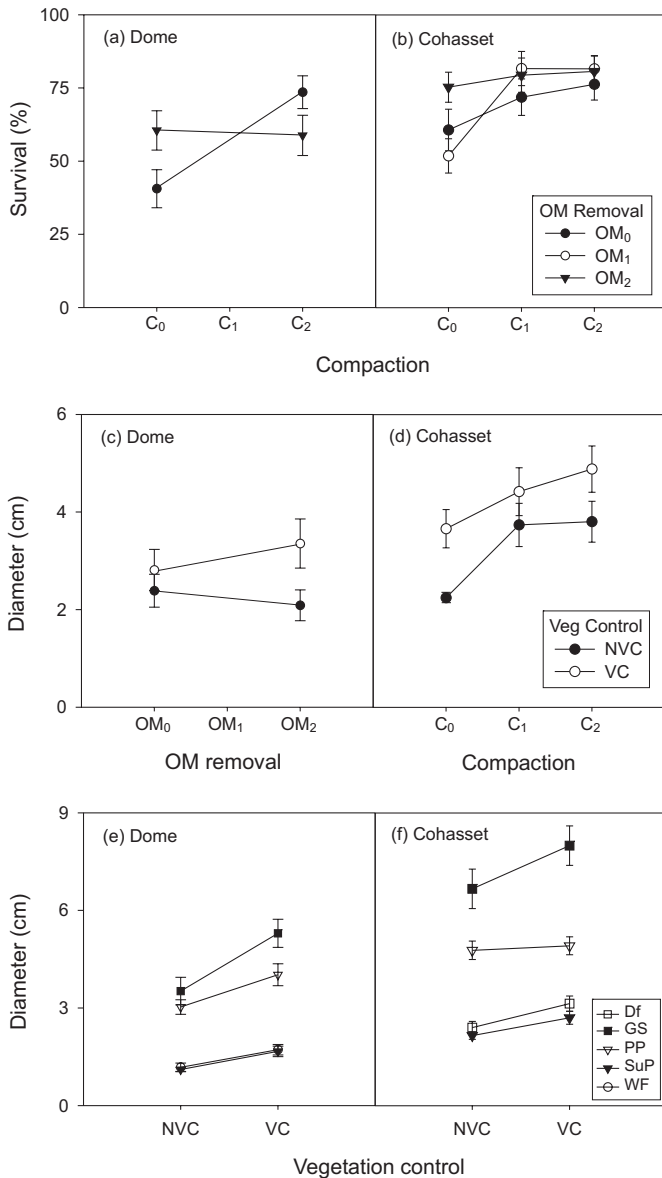 100
75
50
25
0
Survival (%)
(a) Dome
(b) Cohasset
OM Removal
OM₀
OM₁
OM₂
C₀ C₁ C₂ C₀ C₁ C₂
Compaction
6
4
2
0
Diameter (cm)
(c) Dome
(d) Cohasset
Veg Control
NVC
VC
OM₀ OM₁ OM₂ C₀ C₁ C₂
OM removal Compaction
9
6
3
0
Diameter (cm)
(e) Dome
(f) Cohasset
Df
GS
PP
SuP
WF
NVC VC NVC VC
Vegetation control